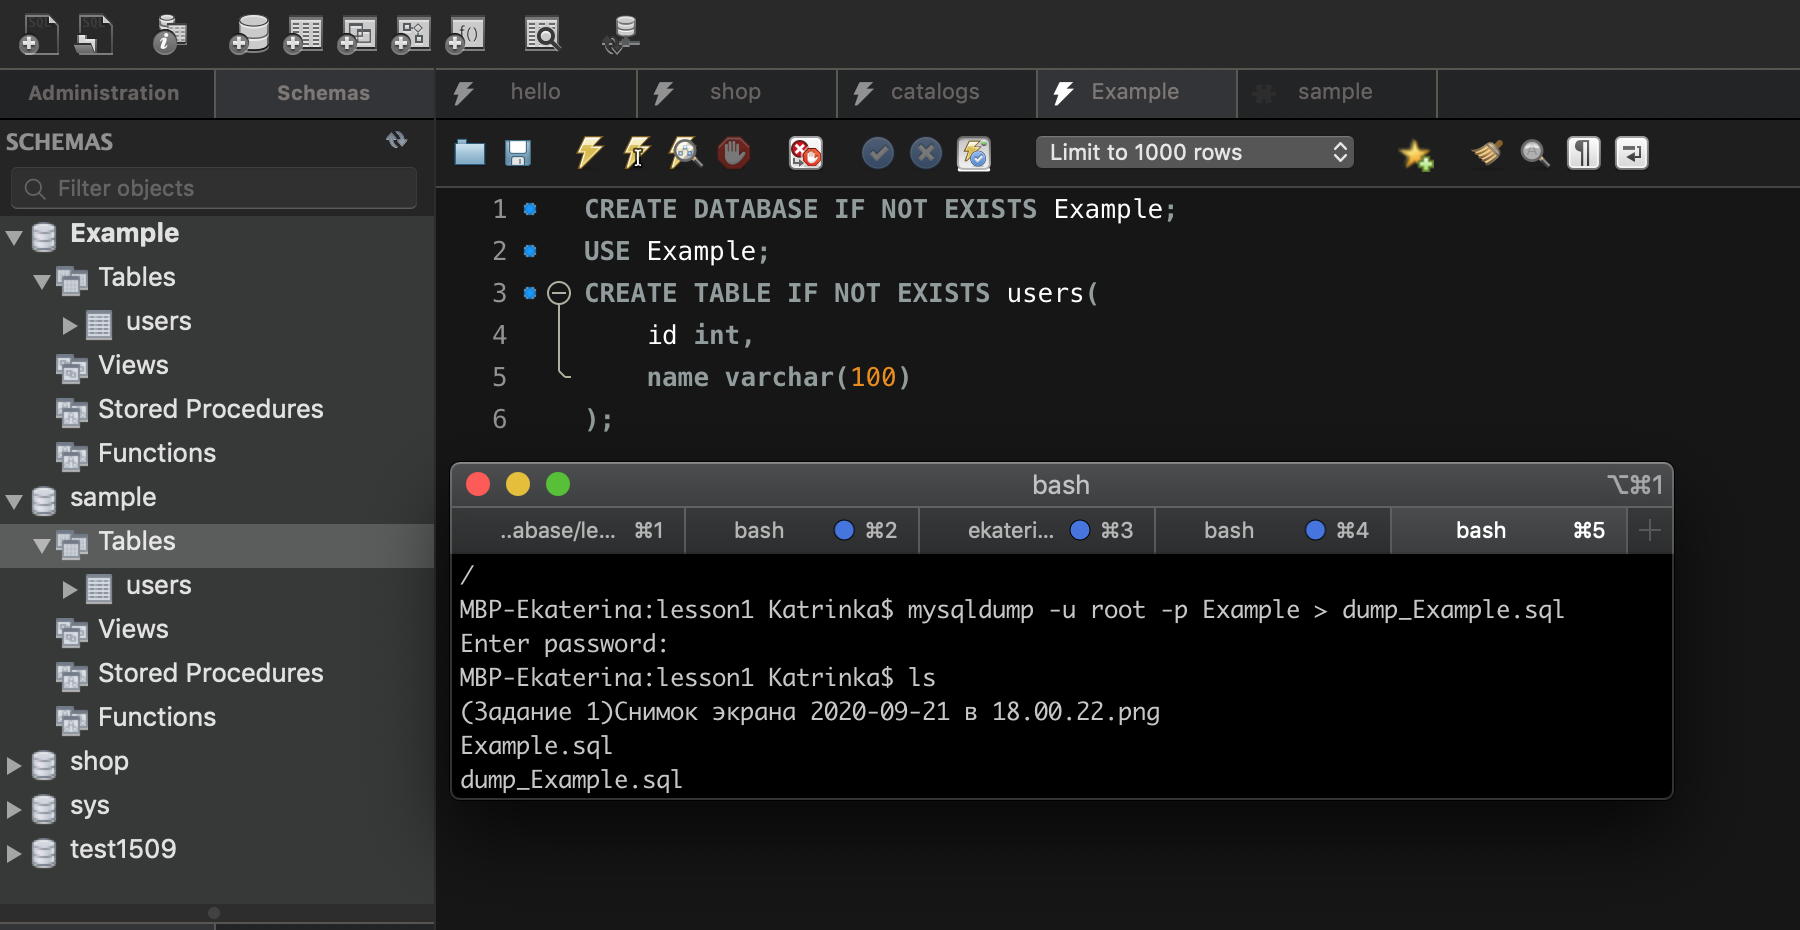 SQL
SQL
Administration
Schemas
hello
shop
catalogs
Example
sample
SCHEMAS
Filter objects
Limit to 1000 rows
Example
Tables
users
Views
Stored Procedures
Functions
sample
Tables
users
Views
Stored Procedures
Functions
shop
sys
test1509
1 CREATE DATABASE IF NOT EXISTS Example;
2 USE Example;
3 CREATE TABLE IF NOT EXISTS users(
4 id int,
5 name varchar(100)
6 );
bash ⌥⌘1
..abase/le... ⌘1
bash ⌘2
ekateri... ⌘3
bash ⌘4
bash ⌘5
/
MBP-Ekaterina:lesson1 Katrinka$ mysqldump -u root -p Example > dump_Example.sql
Enter password:
MBP-Ekaterina:lesson1 Katrinka$ ls
(Задание 1)Снимок экрана 2020-09-21 в 18.00.22.png
Example.sql
dump_Example.sql